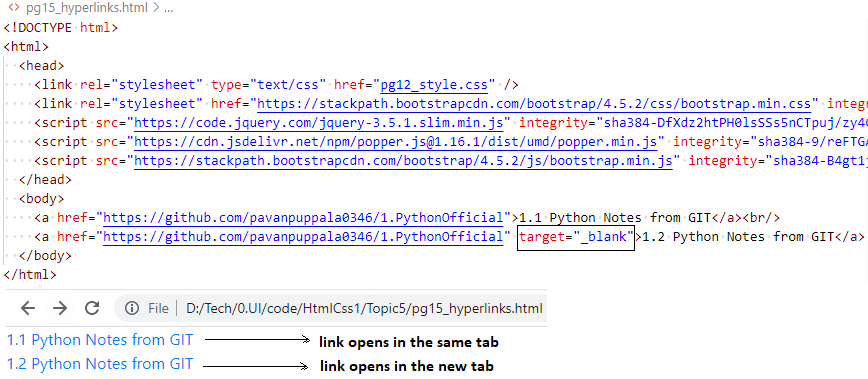 pg15_hyperlinks.html > ...
<!DOCTYPE html>
<html>
<head>
<link rel="stylesheet" type="text/css" href="pg12_style.css" />
<link rel="stylesheet" href="https://stackpath.bootstrapcdn.com/bootstrap/4.5.2/css/bootstrap.min.css" integ
<script src="https://code.jquery.com/jquery-3.5.1.slim.min.js" integrity="sha384-DfXdz2htPH0lsSSs5nCTpuj/zy4
<script src="https://cdn.jsdelivr.net/npm/popper.js@1.16.1/dist/umd/popper.min.js" integrity="sha384-9/reFTGA
<script src="https://stackpath.bootstrapcdn.com/bootstrap/4.5.2/js/bootstrap.min.js" integrity="sha384-B4gt1j
</head>
<body>
<a href="https://github.com/pavanpuppala0346/1.PythonOfficial">1.1 Python Notes from GIT</a><br/>
<a href="https://github.com/pavanpuppala0346/1.PythonOfficial" target="_blank">1.2 Python Notes from GIT</a>
</body>
</html>
File D:/Tech/0.UI/code/HtmlCss1/Topic5/pg15_hyperlinks.html
1.1 Python Notes from GIT link opens in the same tab
1.2 Python Notes from GIT link opens in the new tab